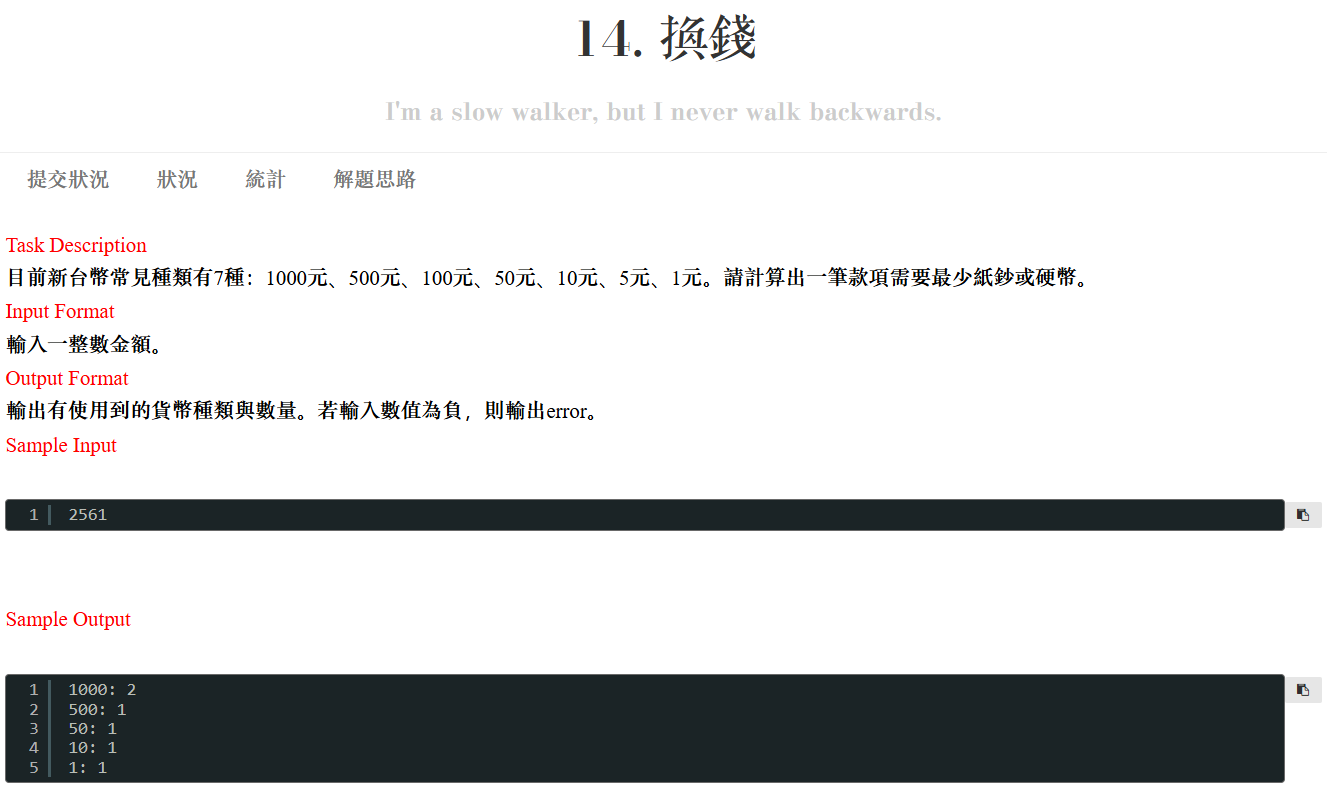 14. 換錢
I'm a slow walker, but I never walk backwards.
提交狀況 狀況 統計 解題思路
Task Description
目前新台幣常見種類有7種：1000元、500元、100元、50元、10元、5元、1元。請計算出一筆款項需要最少紙鈔或硬幣。
Input Format
輸入一整數金額。
Output Format
輸出有使用到的貨幣種類與數量。若輸入數值為負，則輸出error。
Sample Input
1 2561
Sample Output
1 1000: 2
2 500: 1
3 50: 1
4 10: 1
5 1: 1